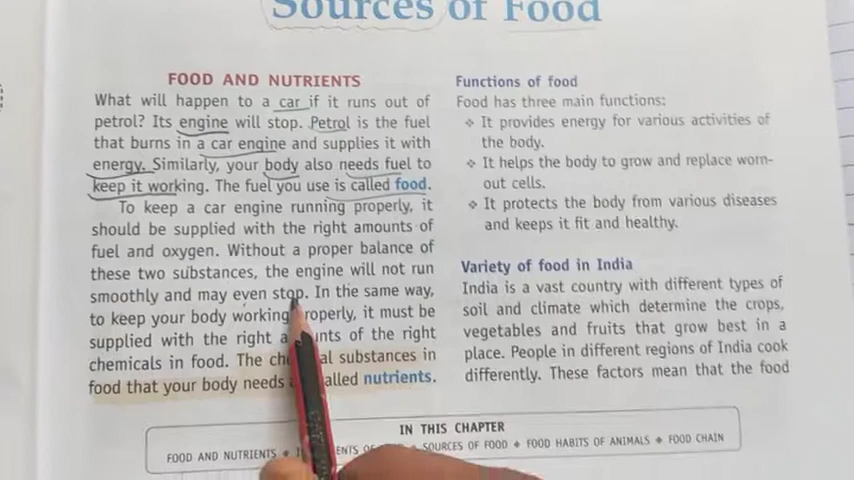 Sources of Food
FOOD AND NUTRIENTS
What will happen to a car if it runs out of
petrol? Its engine will stop. Petrol is the fuel
that burns in a car engine and supplies it with
energy. Similarly, your body also needs fuel to
keep it working. The fuel you use is called food.
To keep a car engine running properly, it
should be supplied with the right amounts of
fuel and oxygen. Without a proper balance of
these two substances, the engine will not run
smoothly and may even stop. In the same way,
to keep your body working properly, it must be
supplied with the right of the right
chemicals in food. The substances in
food that your body needs called nutrients.
Functions of food
Food has three main functions:
❖ It provides energy for various activities of
the body.
❖ It helps the body to grow and replace worn-
out cells.
❖ It protects the body from various diseases
and keeps it fit and healthy.
Variety of food in India
India is a vast country with different types of
soil and climate which determine the crops,
vegetables and fruits that grow best in a
place. People in different regions of India cook
differently. These factors mean that the food
IN THIS CHAPTER
FOOD AND NUTRIENTS ❖ ❖ SOURCES OF FOOD ❖ FOOD HABITS OF ANIMALS ❖ FOOD CHAIN